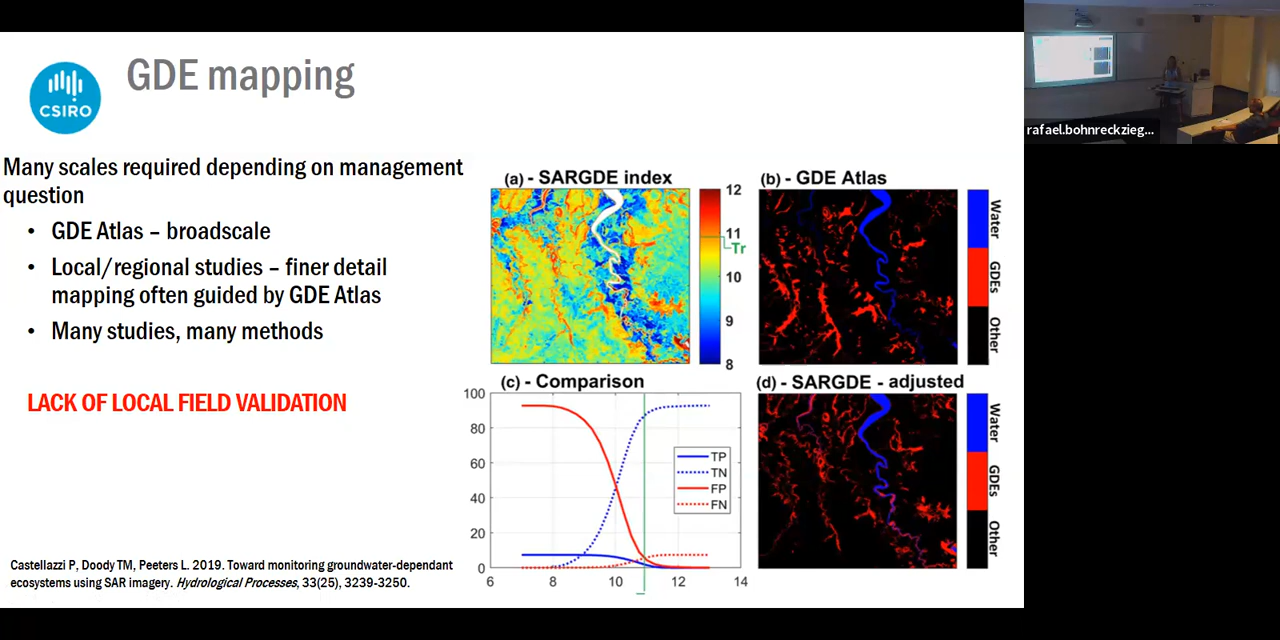 GDE mapping
CSIRO
Many scales required depending on management
question
• GDE Atlas – broadscale
• Local/regional studies – finer detail
mapping often guided by GDE Atlas
• Many studies, many methods
LACK OF LOCAL FIELD VALIDATION
Castellazzi P, Doody TM, Peeters L. 2019. Toward monitoring groundwater-dependant
ecosystems using SAR imagery. Hydrological Processes, 33(25), 3239-3250.
(a) - SARGDE index
12
11
Tr
10
9
8
(b) - GDE Atlas
Water
GDEs
Other
(c) - Comparison
100
80
60
40
20
0
6
8
10
12
14
TP
TN
FP
FN
(d) - SARGDE - adjusted
Water
GDEs
Other
rafael.bohnreckzieg...